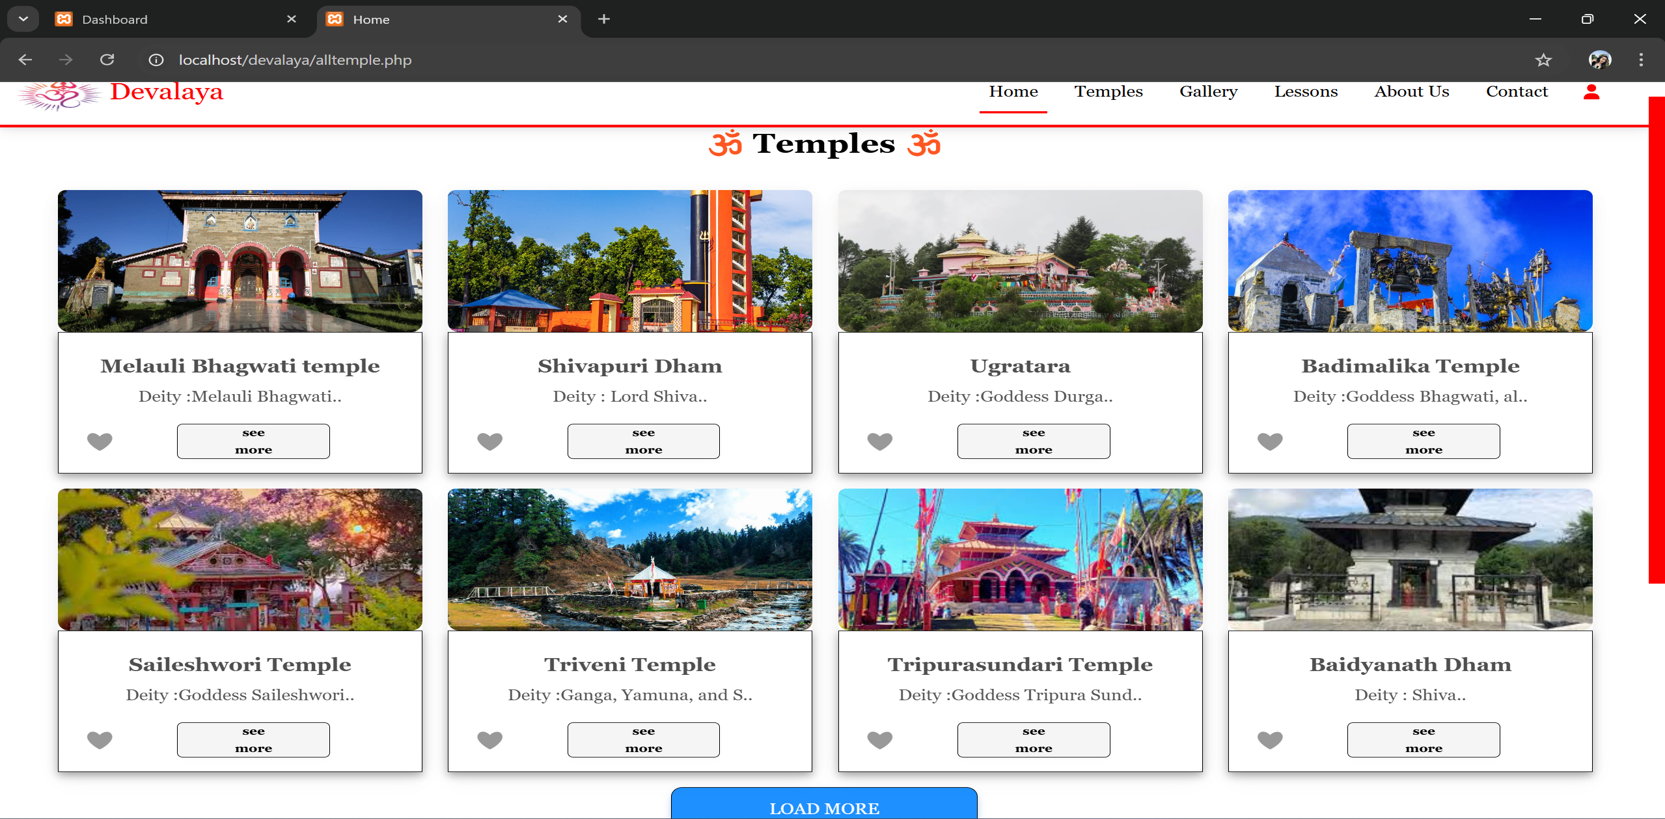 Dashboard
Home
localhost/devalaya/alltemple.php
Devalaya
Home Temples Gallery Lessons About Us Contact
ॐ Temples ॐ
Melauli Bhagwati temple
Deity :Melauli Bhagwati..
see
more
Shivapuri Dham
Deity : Lord Shiva..
see
more
Ugratara
Deity :Goddess Durga..
see
more
Badimalika Temple
Deity :Goddess Bhagwati, al..
see
more
Saileshwori Temple
Deity :Goddess Saileshwori..
see
more
Triveni Temple
Deity :Ganga, Yamuna, and S..
see
more
Tripurasundari Temple
Deity :Goddess Tripura Sund..
see
more
Baidyanath Dham
Deity : Shiva..
see
more
LOAD MORE